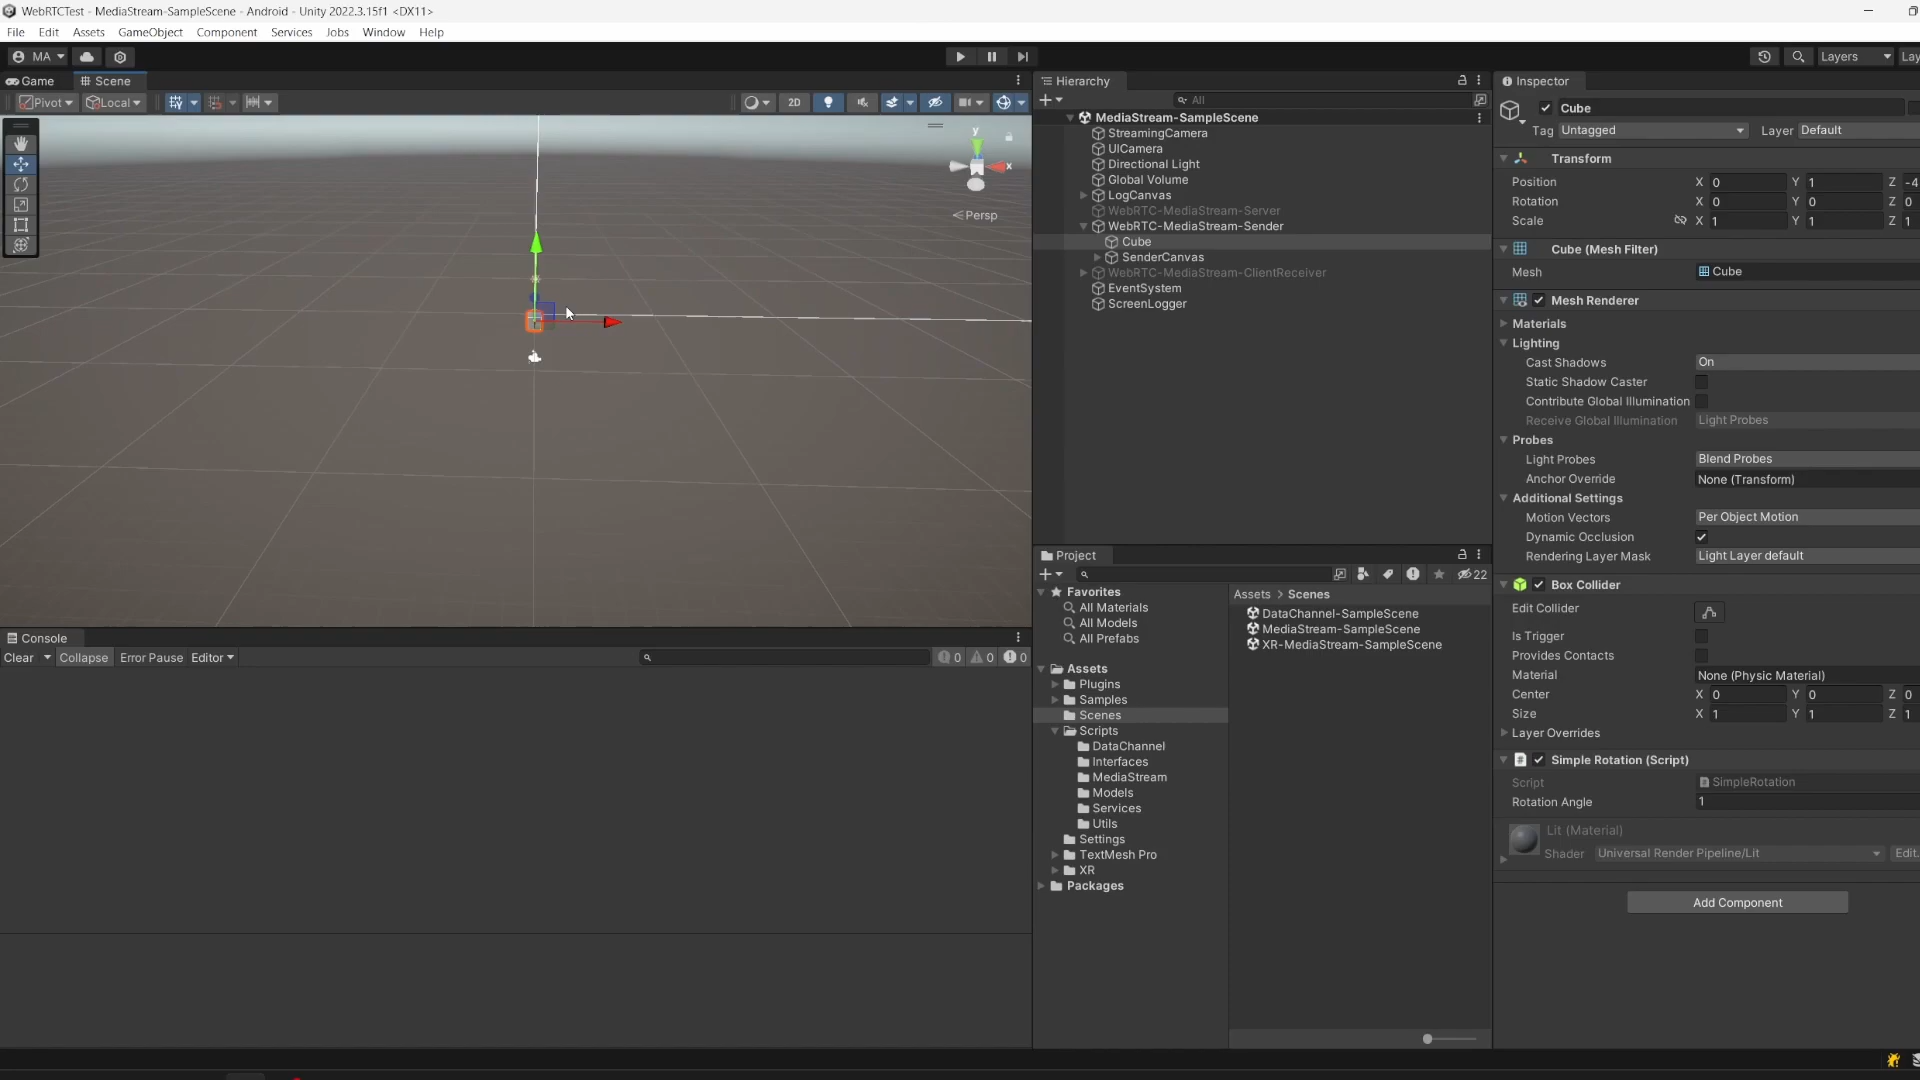 WebRTCTest - MediaStream-SampleScene - Android - Unity 2022.3.15f1 <DX11>
File Edit Assets GameObject Component Services Jobs Window Help
MA
Layers
Lay
Game Scene
Pivot Local
2D
y
x
Persp
Hierarchy
All
MediaStream-SampleScene
StreamingCamera
UICamera
Directional Light
Global Volume
LogCanvas
WebRTC-MediaStream-Server
WebRTC-MediaStream-Sender
Cube
SenderCanvas
WebRTC-MediaStream-ClientReceiver
EventSystem
ScreenLogger
Inspector
Cube
Tag Untagged Layer Default
Transform
Position X 0 Y 1 Z -4
Rotation X 0 Y 0 Z 0
Scale X 1 Y 1 Z 1
Cube (Mesh Filter)
Mesh Cube
Mesh Renderer
Materials
Lighting
Cast Shadows On
Static Shadow Caster
Contribute Global Illumination
Receive Global Illumination Light Probes
Probes
Light Probes Blend Probes
Anchor Override None (Transform)
Additional Settings
Motion Vectors Per Object Motion
Dynamic Occlusion
Rendering Layer Mask Light Layer default
Box Collider
Edit Collider
Is Trigger
Provides Contacts
Material None (Physic Material)
Center X 0 Y 0 Z 0
Size X 1 Y 1 Z 1
Layer Overrides
Simple Rotation (Script)
Script SimpleRotation
Rotation Angle 1
Lit (Material)
Shader Universal Render Pipeline/Lit Edit.
Add Component
Project
22
Favorites
All Materials
All Models
All Prefabs
Assets
Plugins
Samples
Scenes
Scripts
DataChannel
Interfaces
MediaStream
Models
Services
Utils
Settings
TextMesh Pro
XR
Packages
Assets > Scenes
DataChannel-SampleScene
MediaStream-SampleScene
XR-MediaStream-SampleScene
Console
Clear Collapse Error Pause Editor
0 0 0